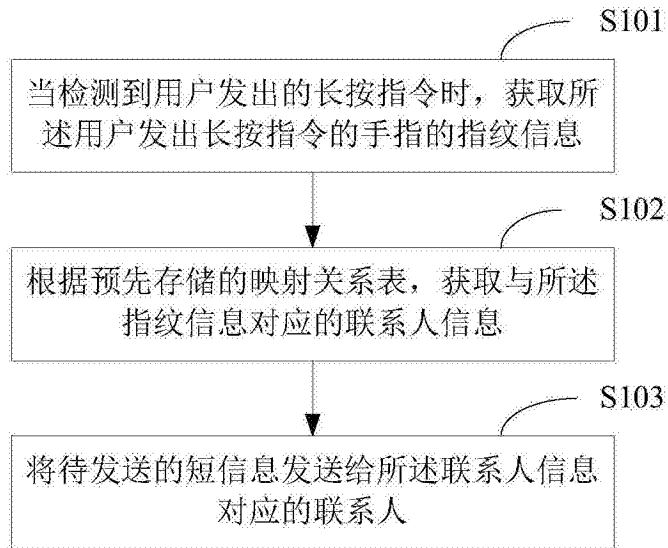 S101
当检测到用户发出的长按指令时，获取所
述用户发出长按指令的手指的指纹信息
S102
根据预先存储的映射关系表，获取与所述
指纹信息对应的联系人信息
S103
将待发送的短信息发送给所述联系人信息
对应的联系人